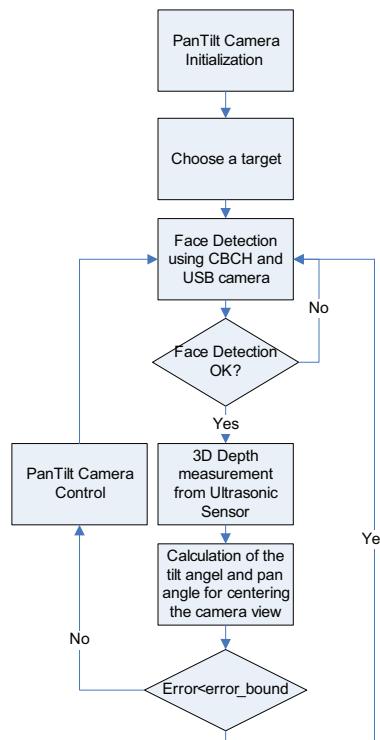 PanTilt Camera
Initialization
Choose a target
Face Detection
using CBCH and
USB camera
No
Face Detection
OK?
Yes
PanTilt Camera
Control
3D Depth
measurement
from Ultrasonic
Sensor
Ye
Calculation of the
tilt angel and pan
angle for centering
the camera view
No
Error<error_bound